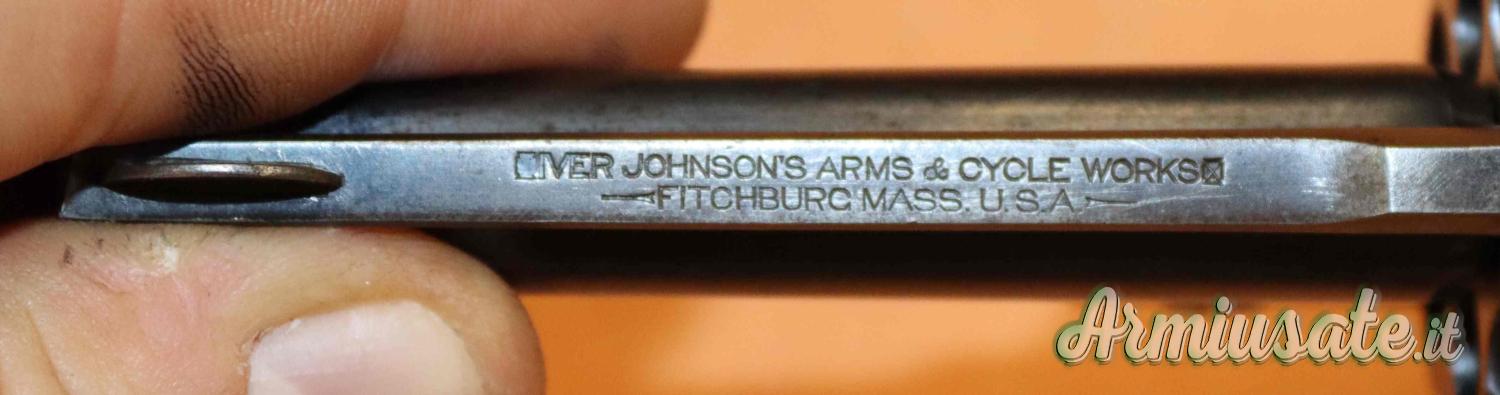 IVER JOHNSON'S ARMS & CYCLE WORKS
FITCHBURG MASS. U.S.A.
Armiusate.it